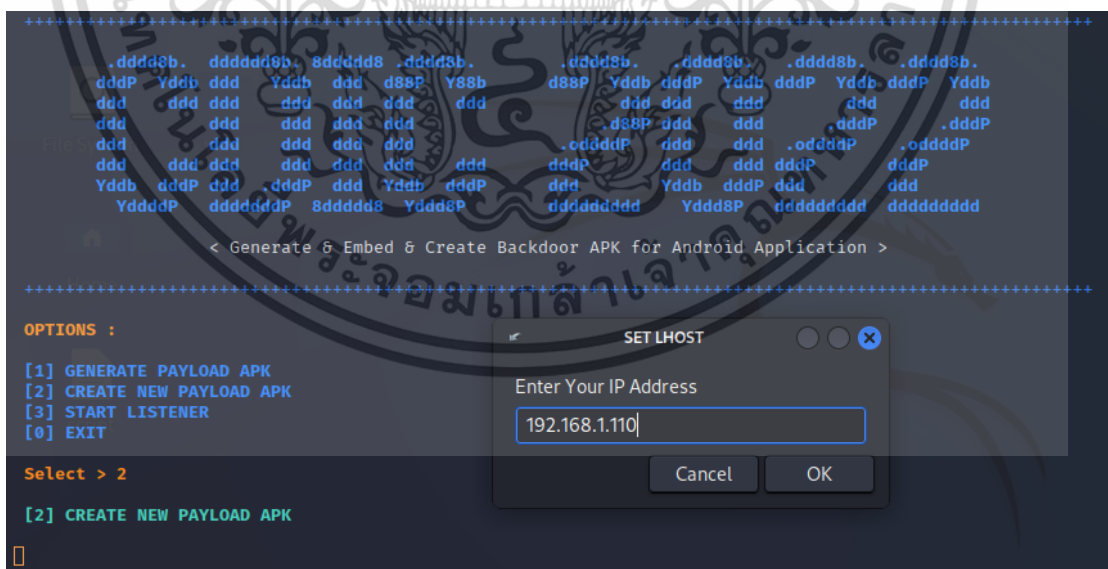 < Generate & Embed & Create Backdoor APK for Android Application >
OPTIONS :
[1] GENERATE PAYLOAD APK
[2] CREATE NEW PAYLOAD APK
[3] START LISTENER
[0] EXIT
Select > 2
[2] CREATE NEW PAYLOAD APK
SET LHOST
Enter Your IP Address
192.168.1.110
Cancel
OK